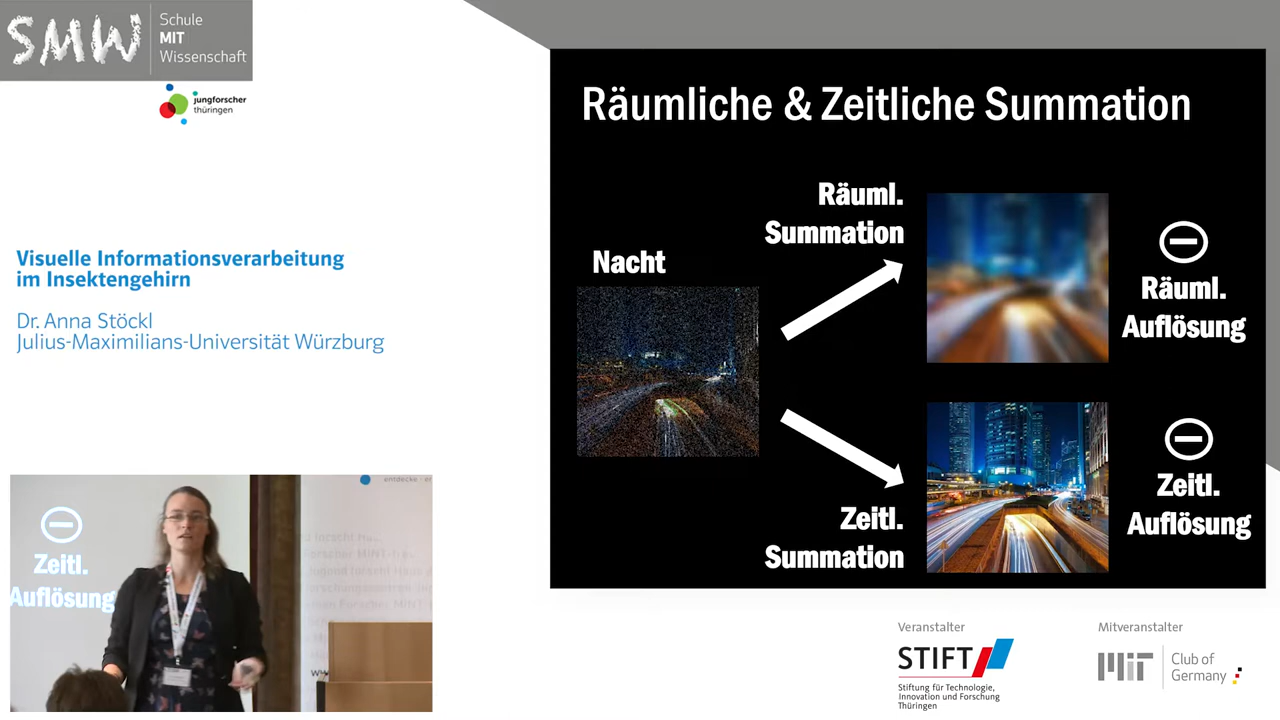 SMW
Schule
MIT
Wissenschaft
jungforscher
thüringen
Visuelle Informationsverarbeitung
im Insektengehirn
Dr. Anna Stöckl
Julius-Maximilians-Universität Würzburg
Räumliche & Zeitliche Summation
Nacht
Räuml.
Summation
Räuml.
Auflösung
Zeitl.
Summation
Zeitl.
Auflösung
Zeitl.
Auflösung
entdecke
Veranstalter
STIFT
Stiftung für Technologie,
Innovation und Forschung
Thüringen
Mitveranstalter
MIT
Club of
Germany